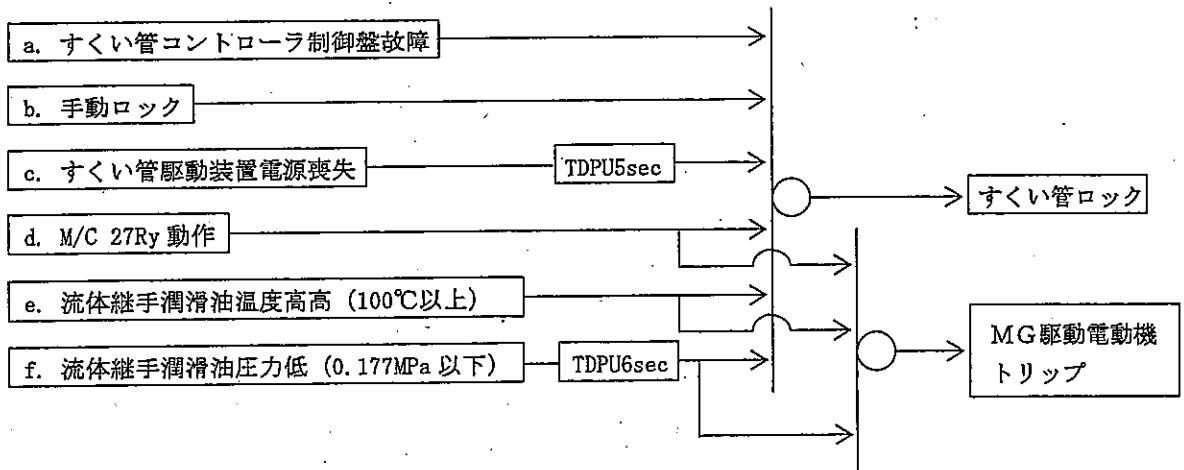 a. すくい管コントローラ制御盤故障
b. 手動ロック
c. すくい管駆動装置電源喪失
TDPU5sec
すくい管ロック
d. M/C 27Ry 動作
e. 流体継手潤滑油温度高高 (100℃以上)
MG駆動電動機
トリップ
f. 流体継手潤滑油圧力低 (0.177MPa 以下)
TDPU6sec